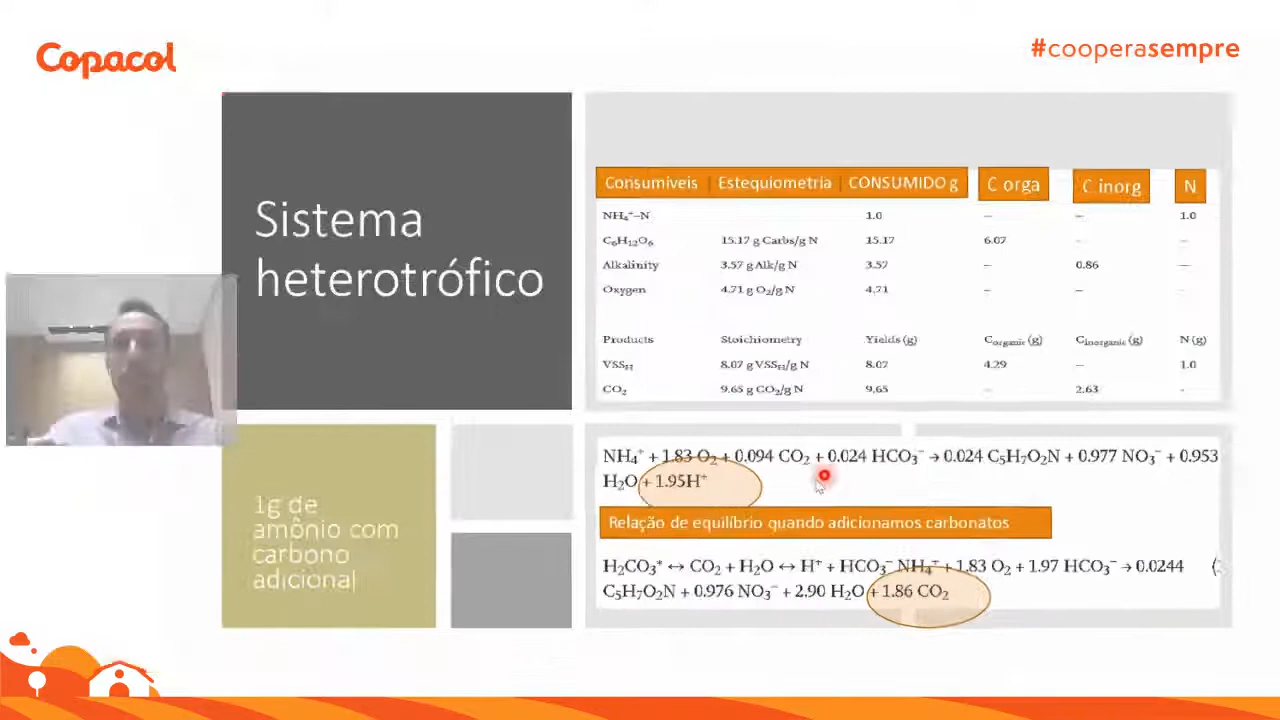 Copacol
#cooperasempre
Sistema
heterotrófico
Consumíveis | Estequiometria | CONSUMIDO g C orga C inorg N
NH₄⁺–N 1.0 – – 1.0
C₆H₁₂O₆ 15.17 g Carbs/g N 15.17 6.07 – –
Alkalinity 3.57 g Alk/g N 3.57 – 0.86 —
Oxygen 4.71 g O₂/g N 4.71 – – –
Products Stoichiometry Yields (g) Corganic (g) Cinorganic (g) N (g)
VSS 8.07 g VSS/g N 8.07 4.29 – 1.0
CO₂ 9.65 g CO₂/g N 9.65 – 2.63 -
1g de
amônio com
carbono
adicional
NH₄⁺ + 1.83 O₂ + 0.094 CO₂ + 0.024 HCO₃⁻ → 0.024 C₅H₇O₂N + 0.977 NO₃⁻ + 0.953
H₂O + 1.95H⁺
Relação de equilíbrio quando adicionamos carbonatos
H₂CO₃* ↔ CO₂ + H₂O ↔ H⁺ + HCO₃⁻ NH₄⁺ + 1.83 O₂ + 1.97 HCO₃⁻ → 0.0244
C₅H₇O₂N + 0.976 NO₃⁻ + 2.90 H₂O + 1.86 CO₂